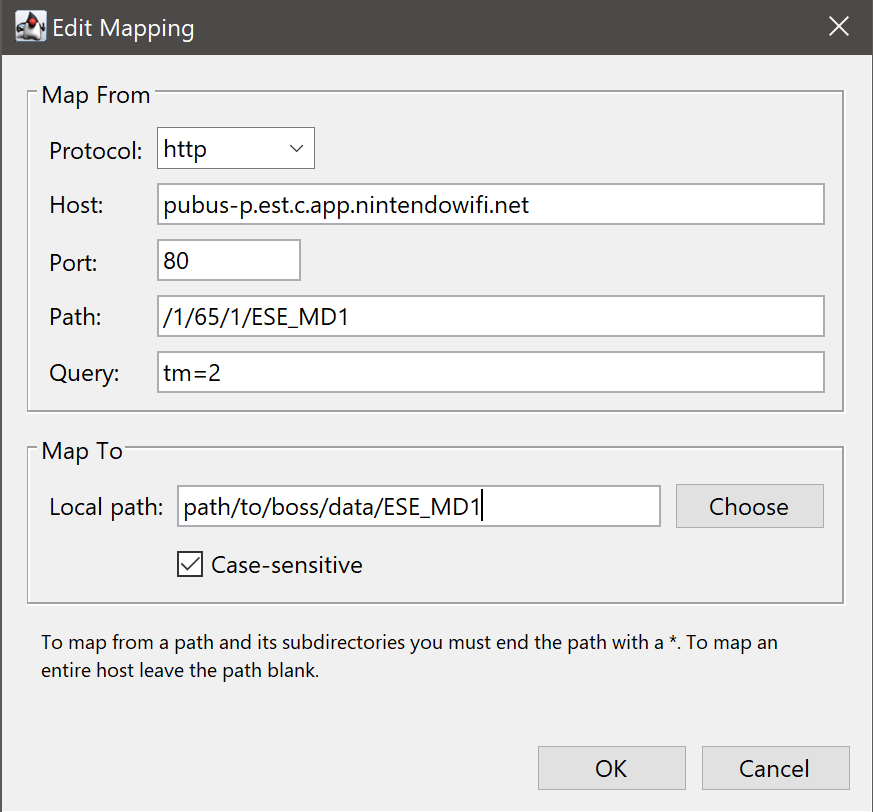 Edit Mapping
Map From
Protocol: http
Host: pubus-p.est.c.app.nintendowifi.net
Port: 80
Path: /1/65/1/ESE_MD1
Query: tm=2
Map To
Local path: path/to/boss/data/ESE_MD1 Choose
Case-sensitive
To map from a path and its subdirectories you must end the path with a *. To map an
entire host leave the path blank.
OK Cancel